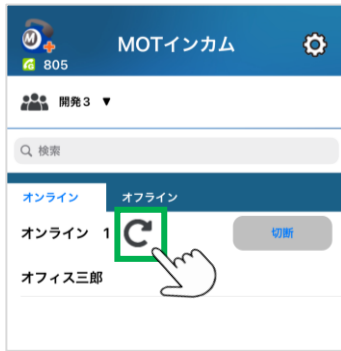 M
MOTインカム
805
開発3 ▼
検索
オンライン オフライン
オンライン 1 切断
オフィス三郎